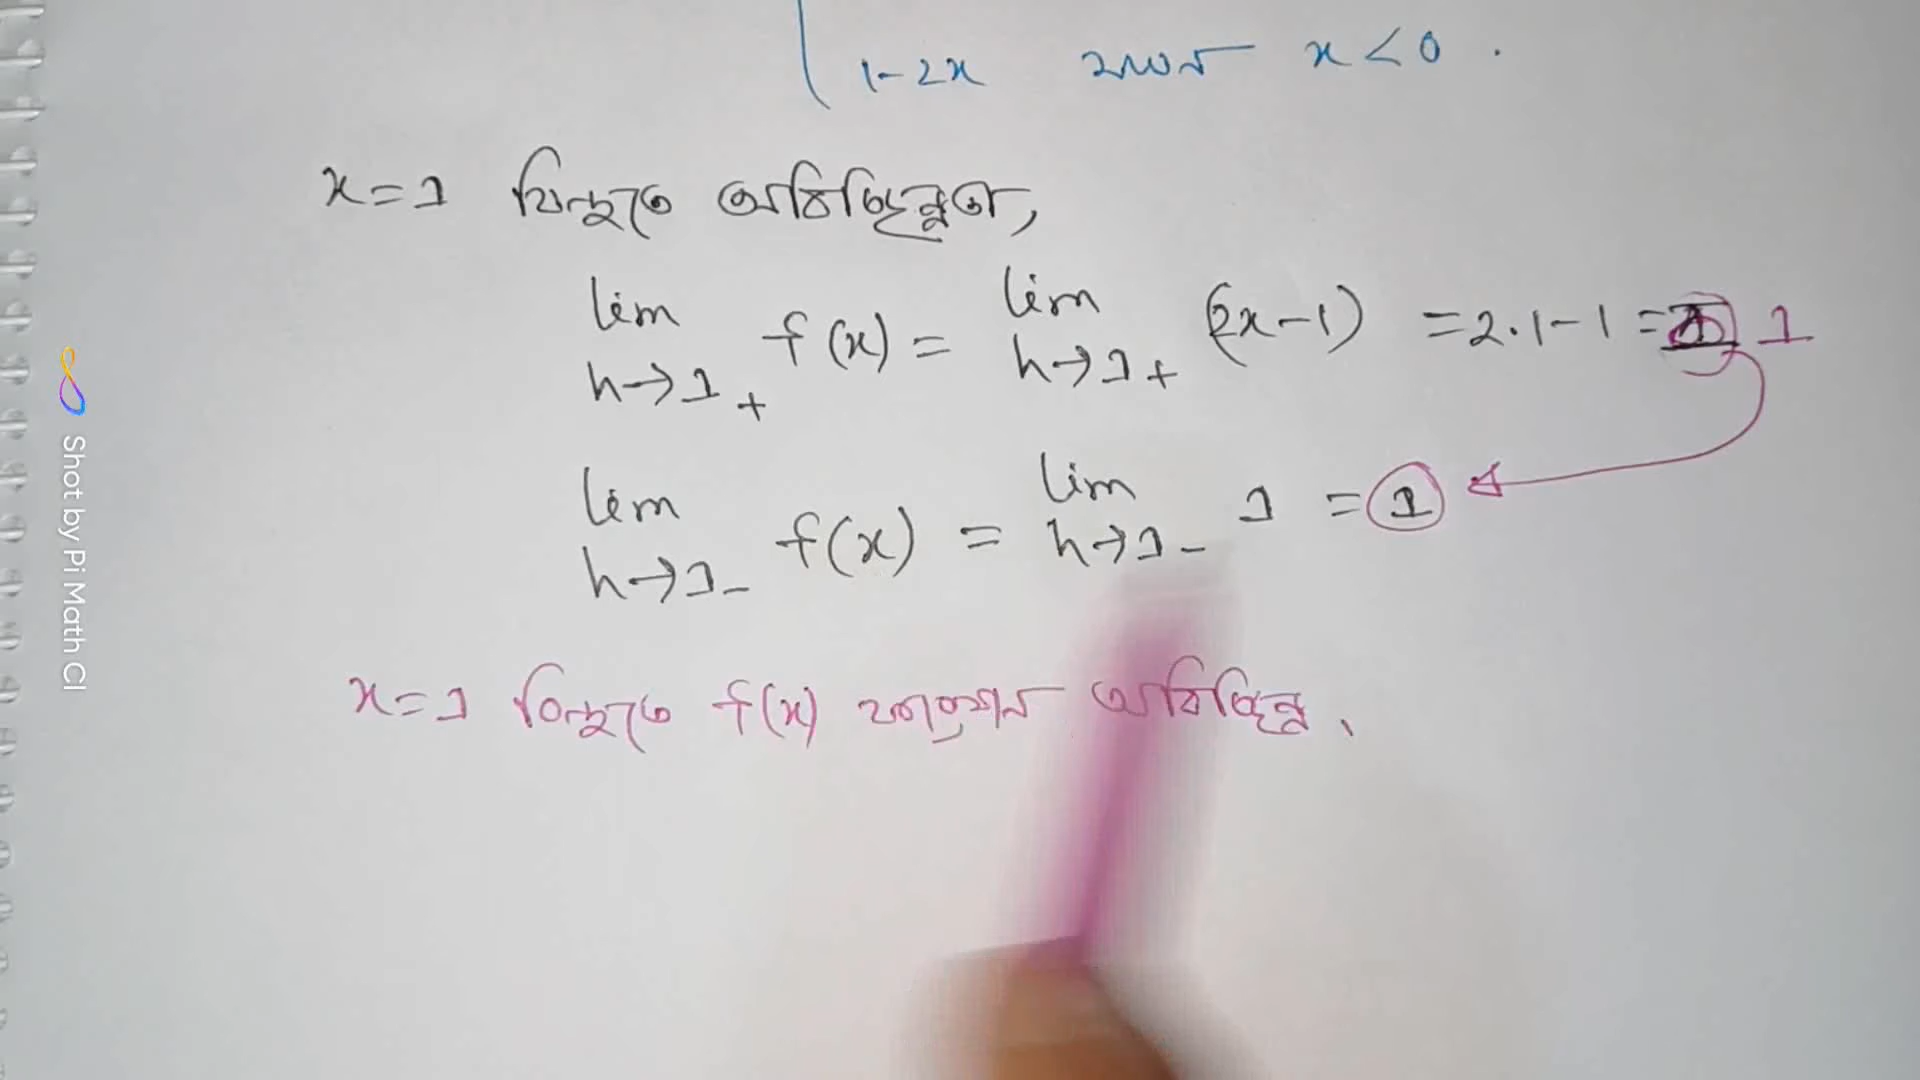 1-2x যখন x<0 .
x=1 বিন্দুতে অবিচ্ছিন্নতা,
lim h→1+ f(x) = lim h→1+ (2x-1) = 2.1-1 = 1
lim h→1- f(x) = lim h→1- 1 = 1
x=1 বিন্দুতে f(x) ফাংশন অবিচ্ছিন্ন .
Shot by Pi Math Cl